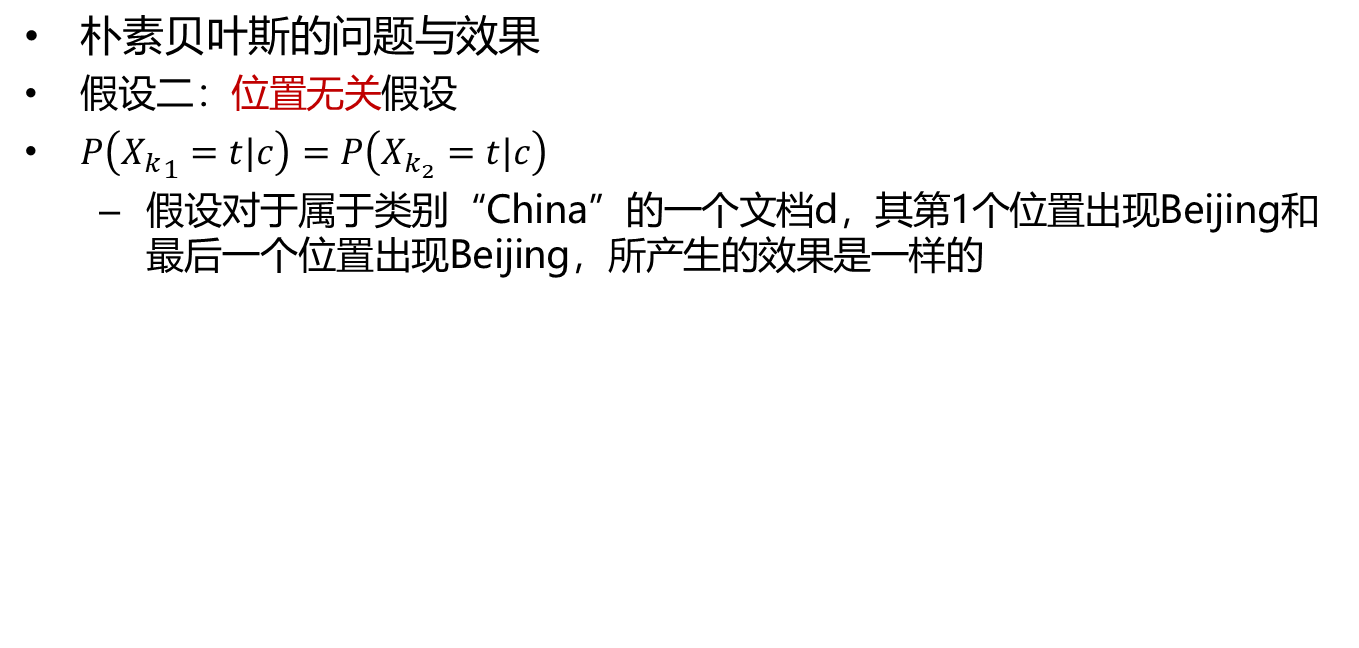 • 朴素贝叶斯的问题与效果
• 假设二：位置无关假设
• P(X_{k_1} = t|c) = P(X_{k_2} = t|c)
– 假设对于属于类别“China”的一个文档d，其第1个位置出现Beijing和
最后一个位置出现Beijing，所产生的效果是一样的